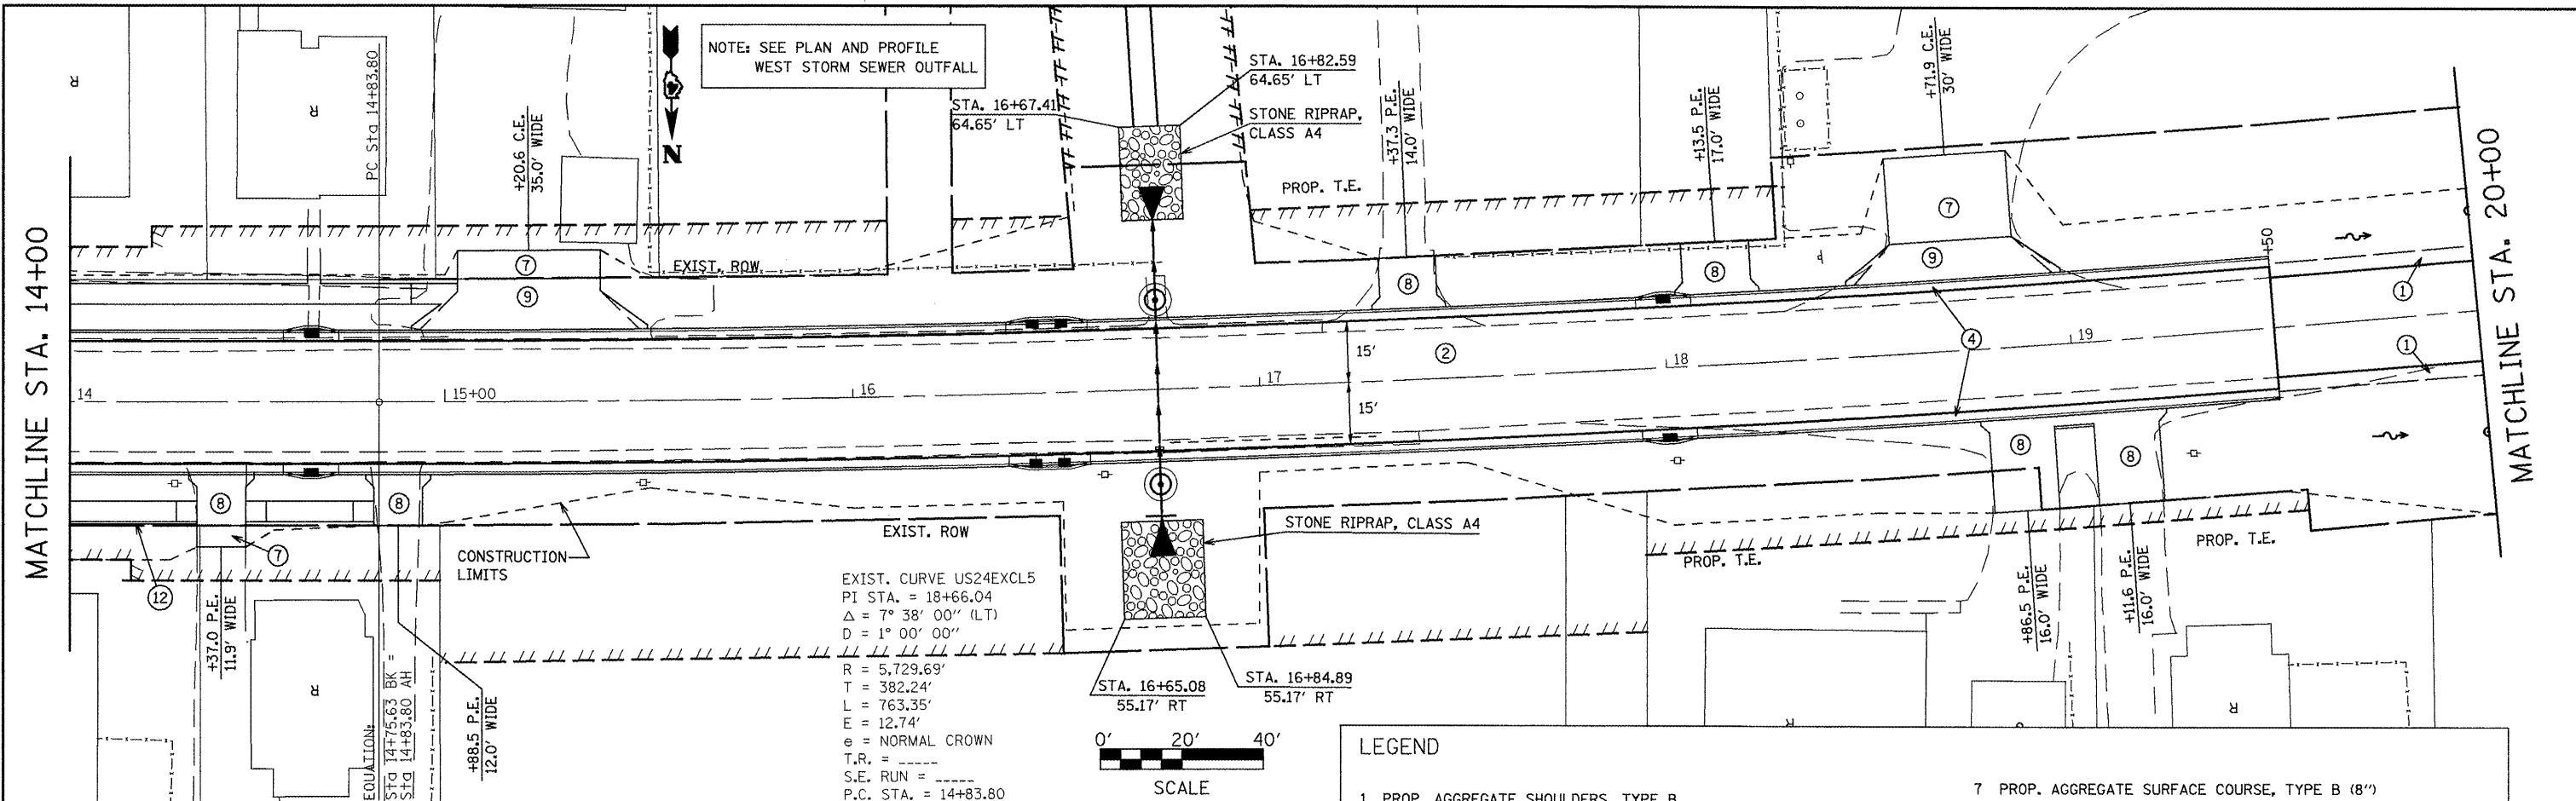 MATCHLINE STA. 14+00
R
R
PC Sta 14+83.80
+20.6 C.E.
35.0' WIDE
N
NOTE: SEE PLAN AND PROFILE
WEST STORM SEWER OUTFALL
STA. 16+67.41
64.65' LT
STA. 16+82.59
64.65' LT
STONE RIPRAP,
CLASS A4
+37.3 P.E.
14.0' WIDE
PROP. T.E.
+13.5 P.E.
17.0' WIDE
+71.9 C.E.
30' WIDE
MATCHLINE STA. 20+00
EXIST. ROW
7
9
8
8
7
9
+50
1
1
4
2
15'
15'
14
15+00
16
17
18
19
8
8
8
8
7
12
CONSTRUCTION
LIMITS
EXIST. ROW
STONE RIPRAP, CLASS A4
PROP. T.E.
PROP. T.E.
+37.0 P.E.
11.9' WIDE
R
EQUATION:
Sta 14+75.63 BK =
Sta 14+83.80 AH
+88.5 P.E.
12.0' WIDE
EXIST. CURVE US24EXCL5
PI STA. = 18+66.04
Δ = 7° 38' 00" (LT)
D = 1° 00' 00"
R = 5,729.69'
T = 382.24'
L = 763.35'
E = 12.74'
e = NORMAL CROWN
T.R. = _____
S.E. RUN = _____
P.C. STA. = 14+83.80
STA. 16+65.08
55.17' RT
STA. 16+84.89
55.17' RT
0' 20' 40'
SCALE
+86.5 P.E.
16.0' WIDE
+11.6 P.E.
16.0' WIDE
R
R
LEGEND
1 PROP. AGGREGATE SHOULDERS, TYPE B
7 PROP. AGGREGATE SURFACE COURSE, TYPE B (8")